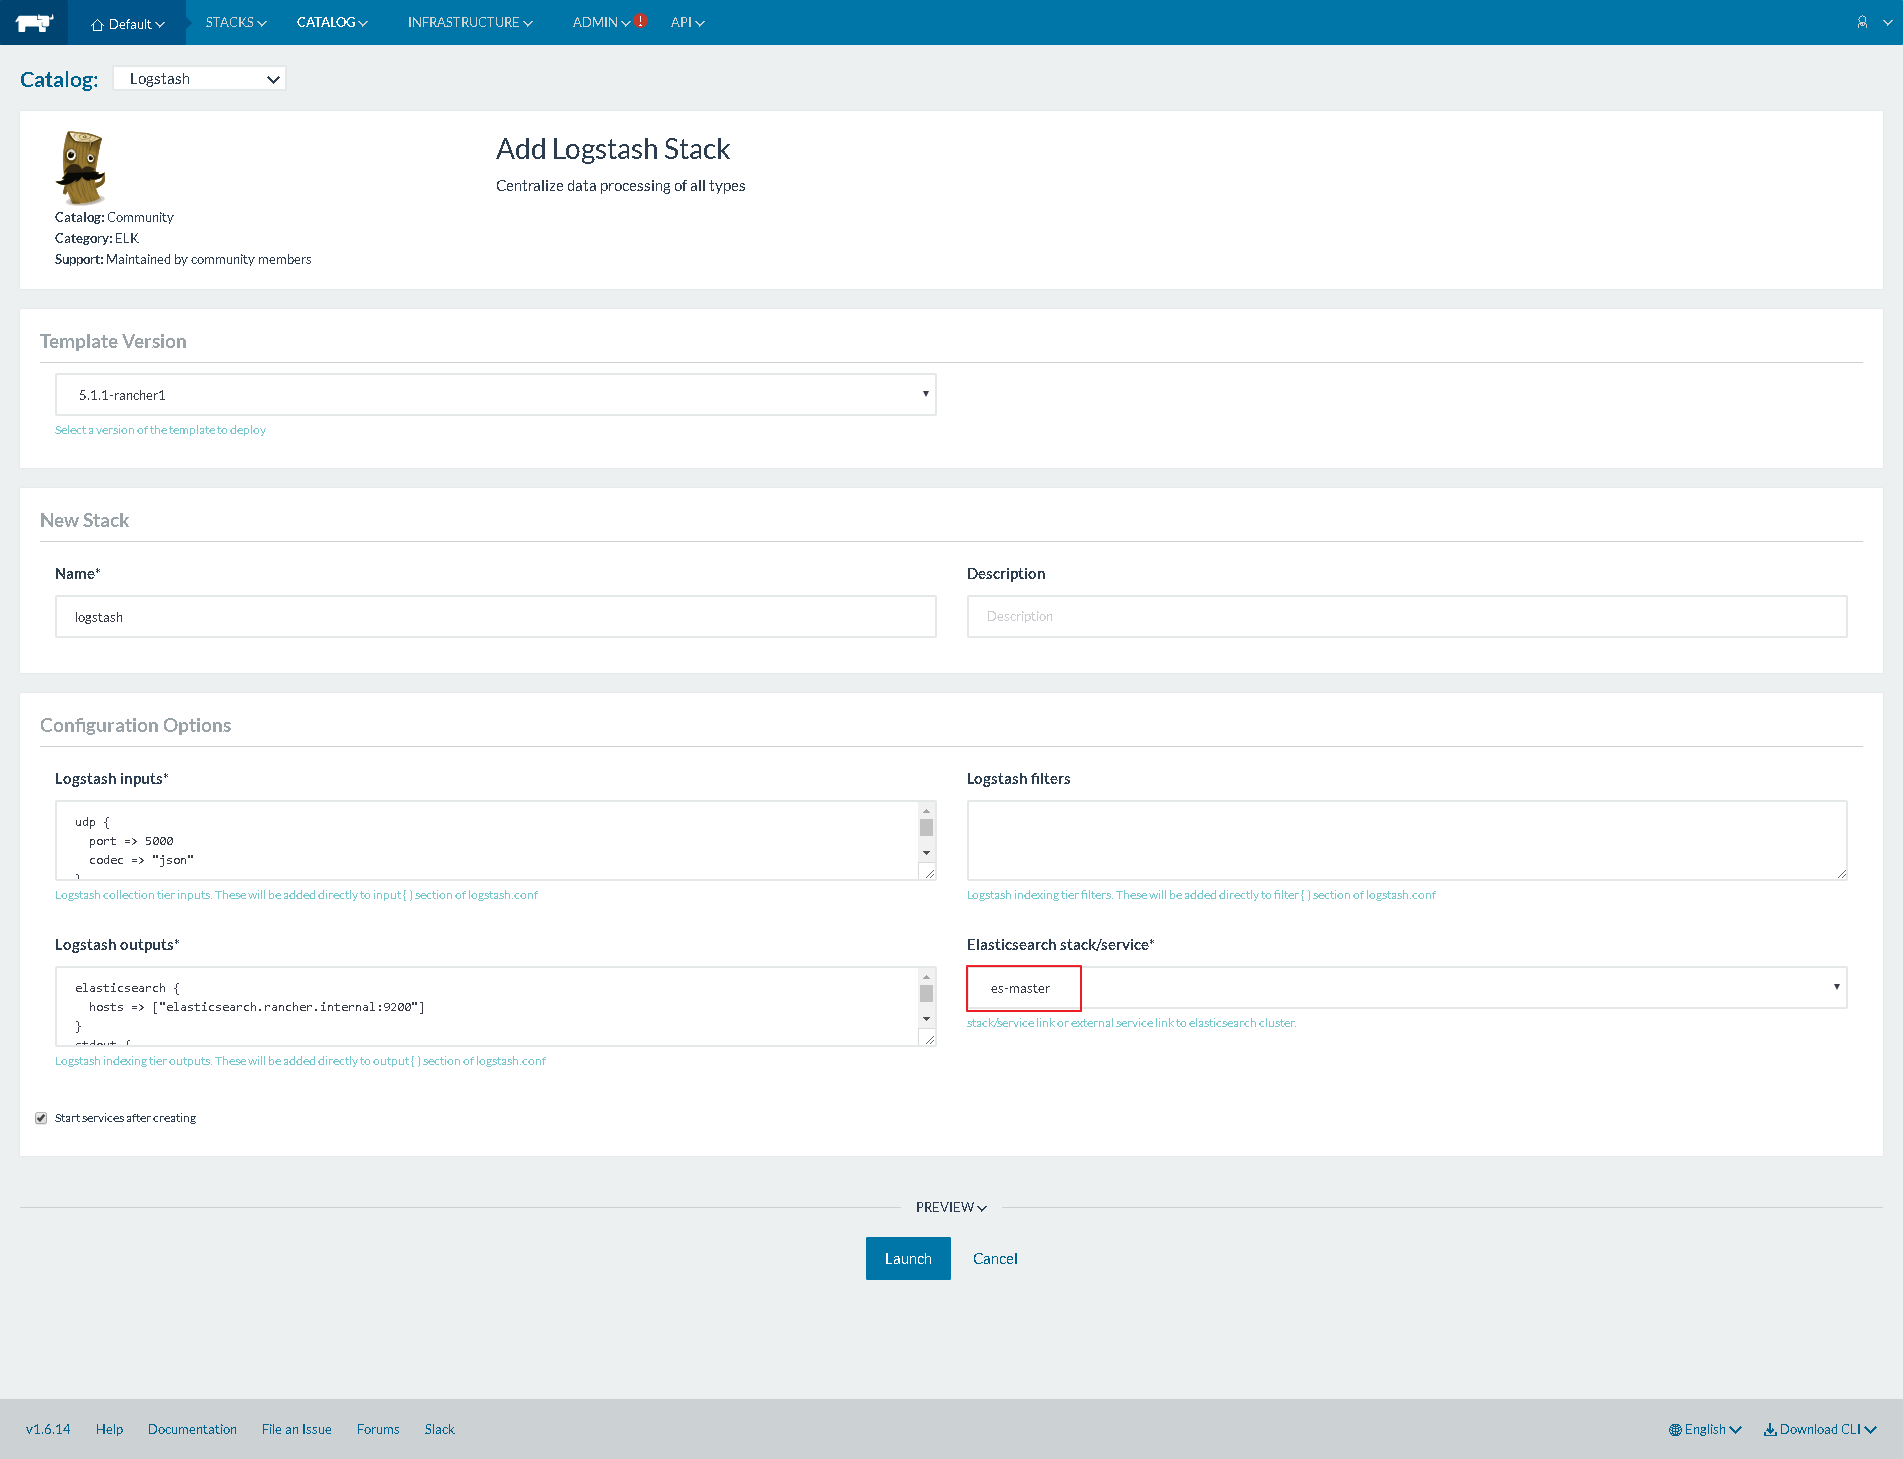 Default STACKS CATALOG INFRASTRUCTURE ADMIN ! API
Catalog: Logstash
Add Logstash Stack
Centralize data processing of all types
Catalog: Community
Category: ELK
Support: Maintained by community members
Template Version
5.1.1-rancher1
Select a version of the template to deploy
New Stack
Name* Description
logstash Description
Configuration Options
Logstash inputs* Logstash filters
udp {
port => 5000
codec => "json"
}
Logstash collection tier inputs. These will be added directly to input { } section of logstash.conf
Logstash indexing tier filters. These will be added directly to filter { } section of logstash.conf
Logstash outputs* Elasticsearch stack/service*
elasticsearch {
hosts => ["elasticsearch.rancher.internal:9200"]
}
stdout {
es-master
stack/service link or external service link to elasticsearch cluster.
Logstash indexing tier outputs. These will be added directly to output { } section of logstash.conf
Start services after creating
PREVIEW
Launch Cancel
v1.6.14 Help Documentation File an Issue Forums Slack English Download CLI